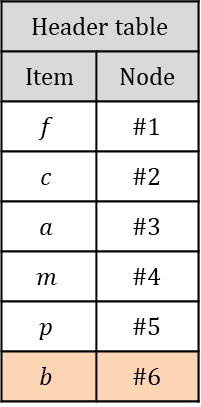 Header table
Item Node
f #1
c #2
a #3
m #4
p #5
b #6